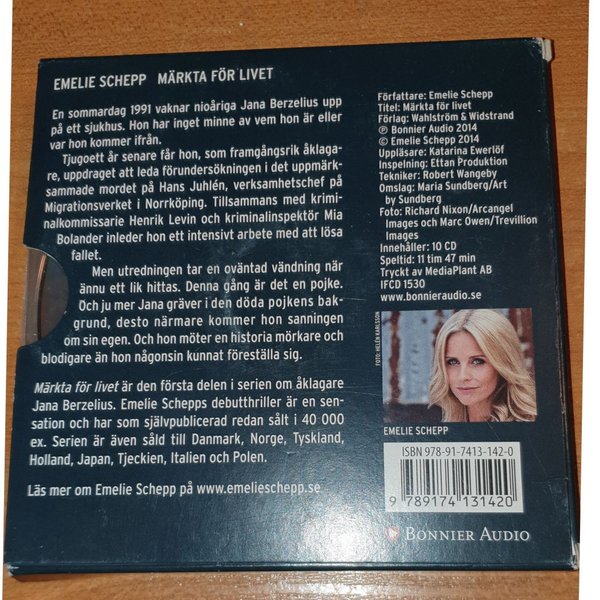 EMELIE SCHEPP MÄRKTA FÖR LIVET
En sommardag 1991 vaknar nioåriga Jana Berzelius upp
på ett sjukhus. Hon har inget minne av vem hon är eller
var hon kommer ifrån.
Tjugoett år senare får hon, som framgångsrik åklaga-
re, uppdraget att leda förundersökningen i det uppmärk-
sammade mordet på Hans Juhlén, verksamhetschef på
Migrationsverket i Norrköping. Tillsammans med krimi-
nalkommissarie Henrik Levin och kriminalinspektör Mia
Bolander inleder hon ett intensivt arbete med att lösa
fallet.
Men utredningen tar en oväntad vändning när
ännu ett lik hittas. Denna gång är det en pojke.
Och ju mer Jana gräver i den döda pojkens bak-
grund, desto närmare kommer hon sanningen
om sin egen. Och hon möter en historia mörkare och
blodigare än hon någonsin kunnat föreställa sig.
Märkta för livet är den första delen i serien om åklagare
Jana Berzelius. Emelie Schepps debutthriller är en sen-
sation och har som självpublicerad redan sålt i 40 000
ex. Serien är även såld till Danmark, Norge, Tyskland,
Holland, Japan, Tjeckien, Italien och Polen.
Läs mer om Emelie Schepp på www.emelieschepp.se
Författare: Emelie Schepp
Titel: Märkta för livet
Förlag: Wahlström & Widstrand
℗ Bonnier Audio 2014
© Emelie Schepp 2014
Uppläsare: Katarina Ewerlöf
Inspelning: Ettan Produktion
Tekniker: Robert Wangeby
Omslag: Maria Sundberg/Art
by Sundberg
Foto: Richard Nixon/Arcangel
Images och Marc Owen/Trevillion
Images
Innehåller: 10 CD
Speltid: 11 tim 47 min
Tryckt av MediaPlant AB
IFCD 1530
www.bonnieraudio.se
FOTO: HELÉN KARLSSON
EMELIE SCHEPP
ISBN 978-91-7413-142-0
9 789174 131420
BONNIER AUDIO